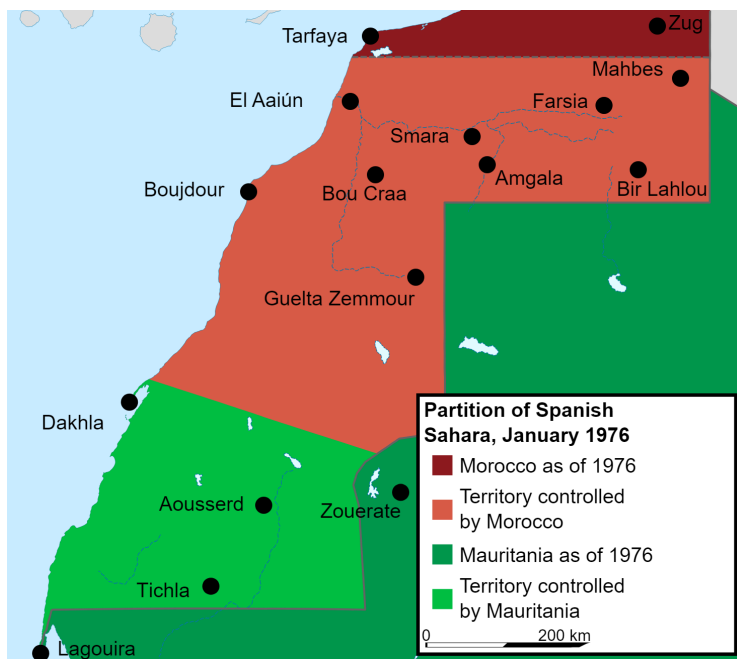 Zug
Tarfaya
Mahbes
El Aaiún
Farsia
Smara
Amgala
Bou Craa
Bir Lahlou
Boujdour
Guelta Zemmour
Dakhla
Aousserd
Zouerate
Tichla
Lagouira
Partition of Spanish
Sahara, January 1976
Morocco as of 1976
Territory controlled
by Morocco
Mauritania as of 1976
Territory controlled
by Mauritania
0 200 km